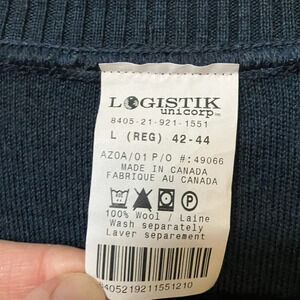 LOGISTIK
unicorp™
8405-21-921-1551
L (REG) 42-44
AZOA/01 P/O #:49066
MADE IN CANADA
FABRIQUE AU CANADA
P
100% Wool / Laine
Wash separately
Laver separement
8405219211551210